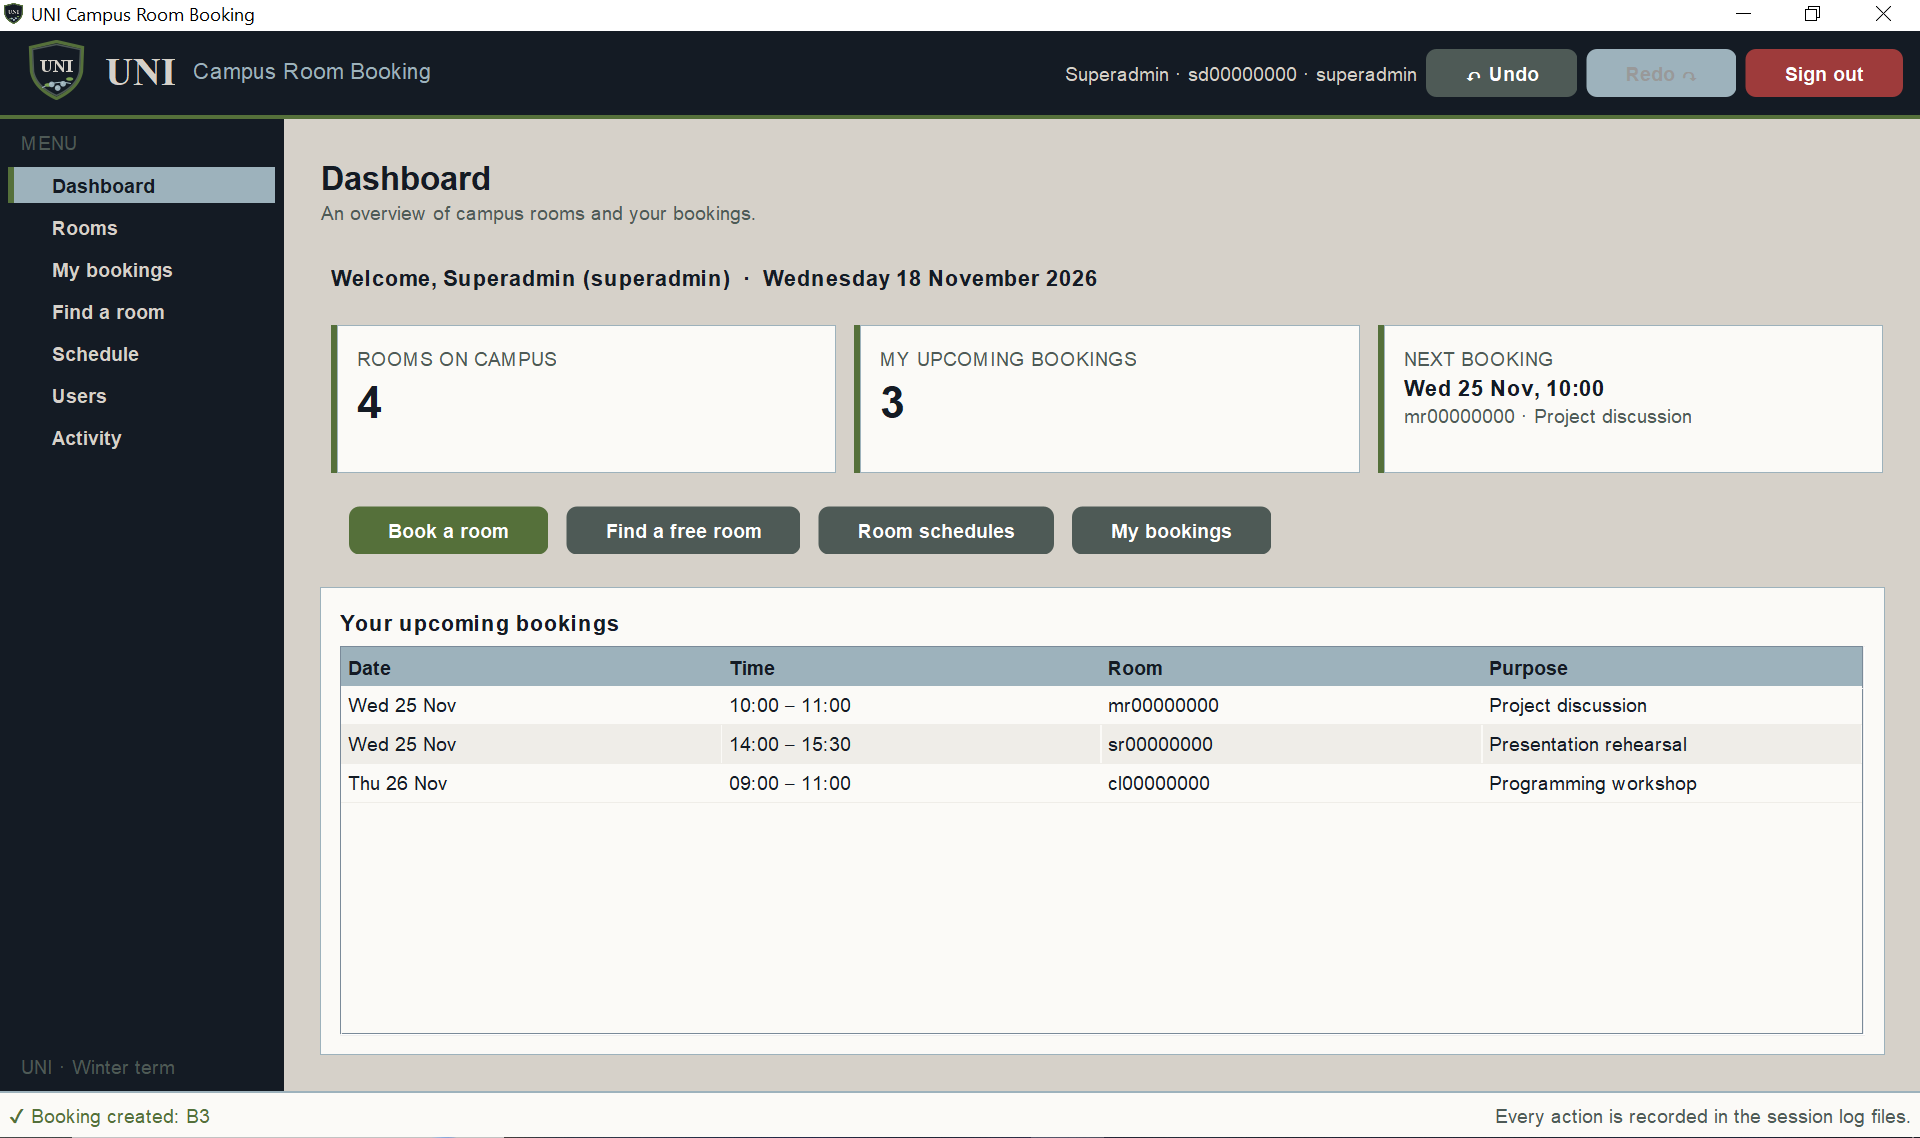 UNI Campus Room Booking
UNI
UNI Campus Room Booking
Superadmin · sd00000000 · superadmin
↶ Undo
Redo ↷
Sign out
MENU
Dashboard
Rooms
My bookings
Find a room
Schedule
Users
Activity
UNI · Winter term
Dashboard
An overview of campus rooms and your bookings.
Welcome, Superadmin (superadmin) · Wednesday 18 November 2026
ROOMS ON CAMPUS
4
MY UPCOMING BOOKINGS
3
NEXT BOOKING
Wed 25 Nov, 10:00
mr00000000 · Project discussion
Book a room
Find a free room
Room schedules
My bookings
Your upcoming bookings
Date Time Room Purpose
Wed 25 Nov 10:00 – 11:00 mr00000000 Project discussion
Wed 25 Nov 14:00 – 15:30 sr00000000 Presentation rehearsal
Thu 26 Nov 09:00 – 11:00 cl00000000 Programming workshop
✓ Booking created: B3
Every action is recorded in the session log files.